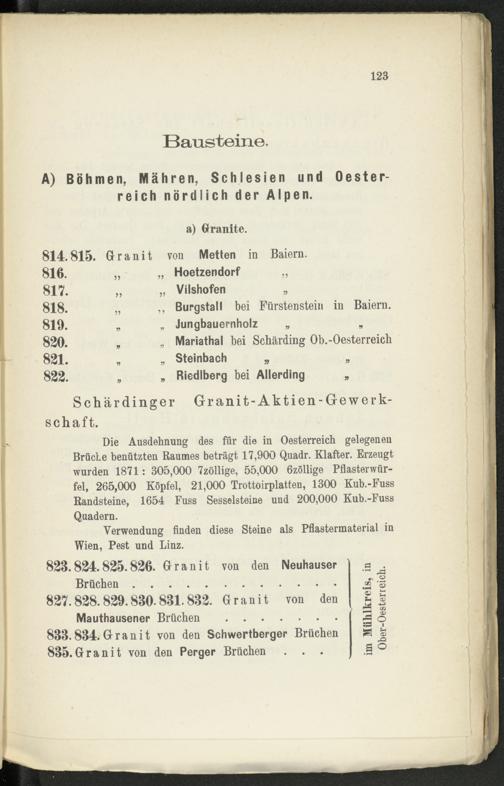 123
Bausteine.
A) Böhmen, Mähren, Schlesien und Oester-
reich nördlich der Alpen.
a) Granite.
814. 815. Granit von Metten in Baiern.
816. „ „ Hoetzendorf „
817. „ „ Vilshofen „
818. „ „ Burgstall bei Fürstenstein in Baiern.
819. „ „ Jungbauernholz „ „
820. „ „ Mariathal bei Schärding Ob.-Oesterreich
821. „ „ Steinbach „ „
822. „ „ Riedlberg bei Allerding „
Schärdinger Granit-Aktien-Gewerk-
schaft.
Die Ausdehnung des für die in Oesterreich gelegenen
Brüche benützten Raumes beträgt 17,900 Quadr. Klafter. Erzeugt
wurden 1871: 305,000 7zöllige, 55,000 6zöllige Pflasterwür-
fel, 265,000 Köpfel, 21,000 Trottoirplatten, 1300 Kub.-Fuss
Randsteine, 1654 Fuss Sesselsteine und 200,000 Kub.-Fuss
Quadern.
Verwendung finden diese Steine als Pflastermaterial in
Wien, Pest und Linz.
823. 824. 825. 826. Granit von den Neuhauser
Brüchen . . . . . . . . . . .
827. 828. 829. 830. 831. 832. Granit von den
Mauthausener Brüchen . . . . . . .
833. 834. Granit von den Schwertberger Brüchen
835. Granit von den Perger Brüchen . . .
im Mühlkreis, in
Ober-Oesterreich.